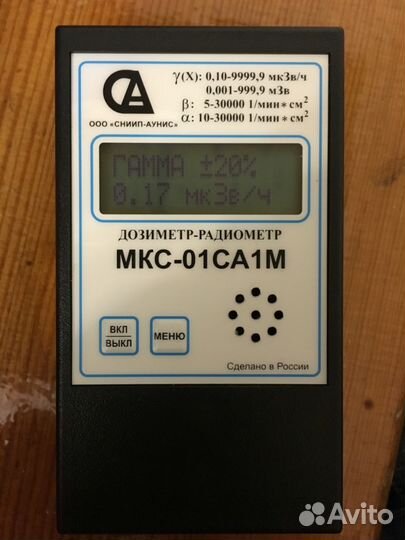 СА
γ(X): 0,10-9999,9 мкЗв/ч
0,001-999,9 мЗв
β: 5-30000 1/мин∗см²
α: 10-30000 1/мин∗см²
ООО «СНИИП-АУНИС»
ГАММА ±20%
0.17 мкЗв/ч
ДОЗИМЕТР-РАДИОМЕТР
МКС-01СА1М
ВКЛ
ВЫКЛ
МЕНЮ
Сделано в России
Avito